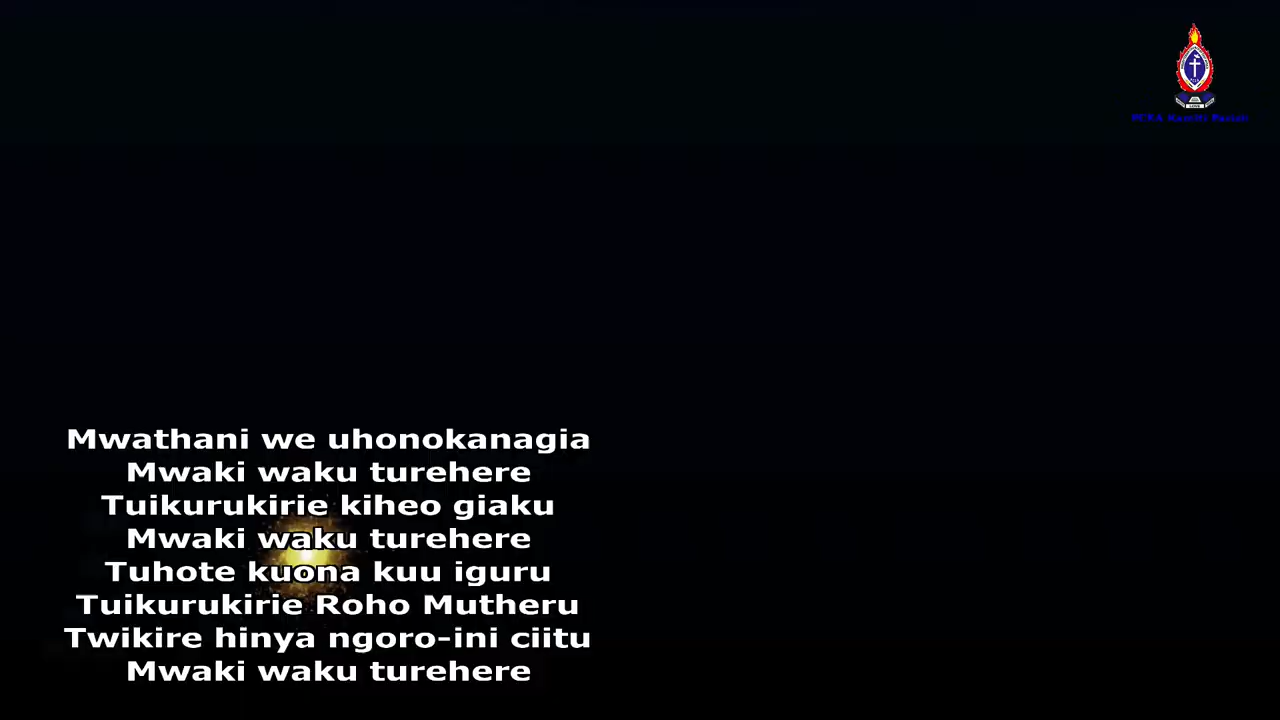 Mwathani we uhonokanagia
Mwaki waku turehere
Tuikurukirie kiheo giaku
Mwaki waku turehere
Tuhote kuona kuu iguru
Tuikurukirie Roho Mutheru
Twikire hinya ngoro-ini ciitu
Mwaki waku turehere